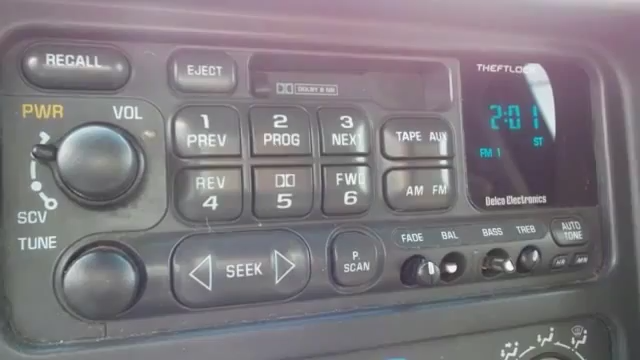 RECALL
EJECT
DOLBY B NR
THEFTLOCK
PWR
VOL
1
PREV
2
PROG
3
NEXT
TAPE AUX
2:01
ST
FM 1
REV
4
5
FWD
6
AM FM
Delco Electronics
SCV
TUNE
SEEK
P.
SCAN
FADE BAL
BASS TREB
AUTO
TONE
HR
MN